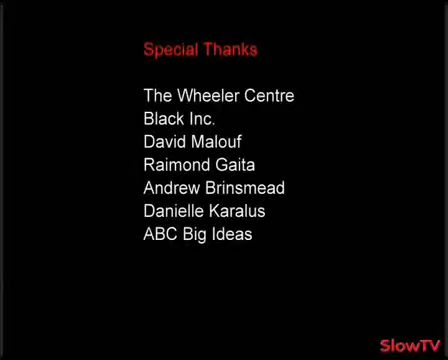 Special Thanks
The Wheeler Centre
Black Inc.
David Malouf
Raimond Gaita
Andrew Brinsmead
Danielle Karalus
ABC Big Ideas
SlowTV